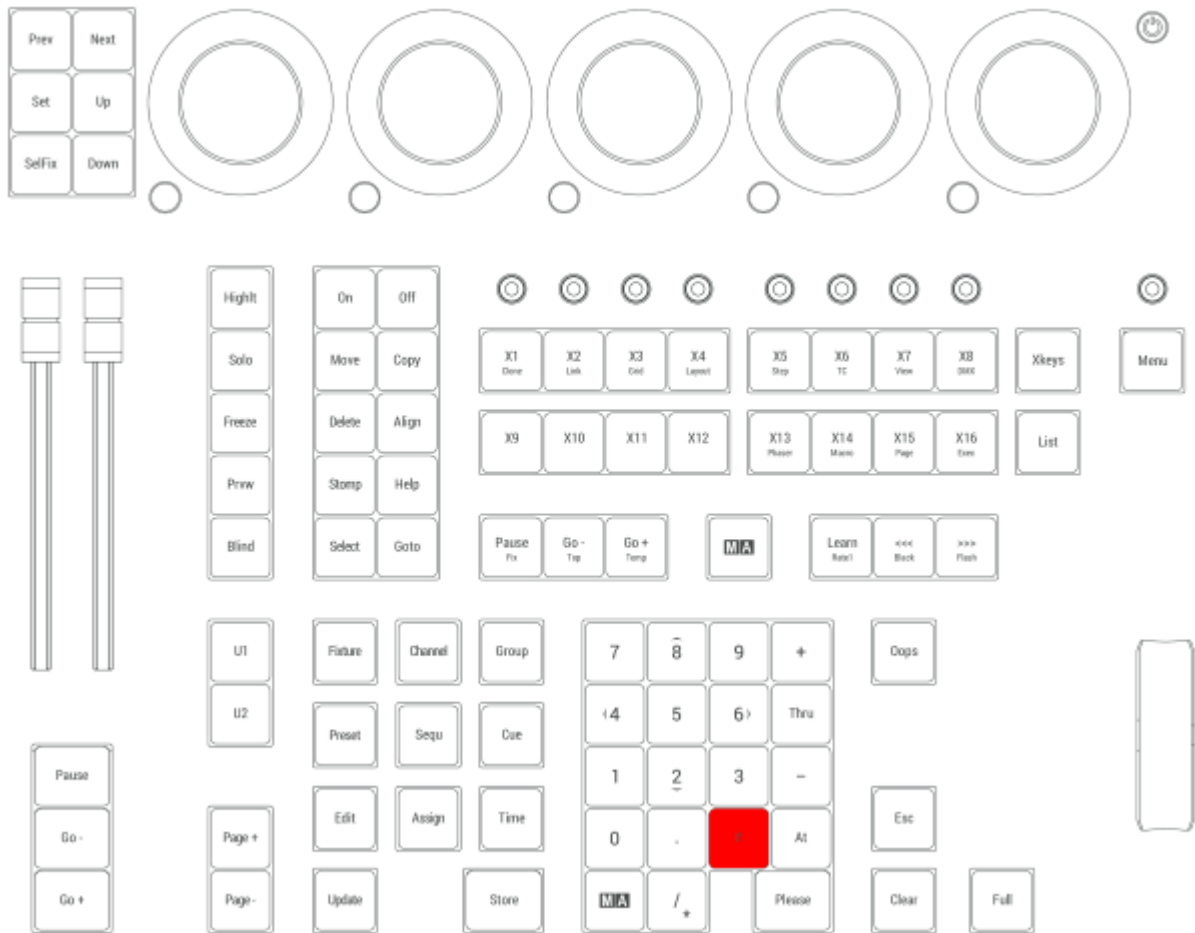 Prev Next
Set Up
SelFix Down
Highlt On Off
Solo Move Copy X1 X2 X3 X4 X5 X6 X7 X8 Xkeys Menu
Clone Link Grid Layout Step TC View DMX
Freeze Delete Align X9 X10 X11 X12 X13 X14 X15 X16 List
Phaser Macro Page Exec
Prvw Stomp Help
Blind Select Goto Pause Go - Go + MA Learn <<< >>>
Fix Top Temp Rate1 Black Flash
U1 Fixture Channel Group 7 8 9 + Oops
U2 Preset Sequ Cue 4 5 6 Thru
Pause 1 2 3 -
Go - Page + Edit Assign Time 0 . At Esc
Go + Page - Update Store MA / * Please Clear Full